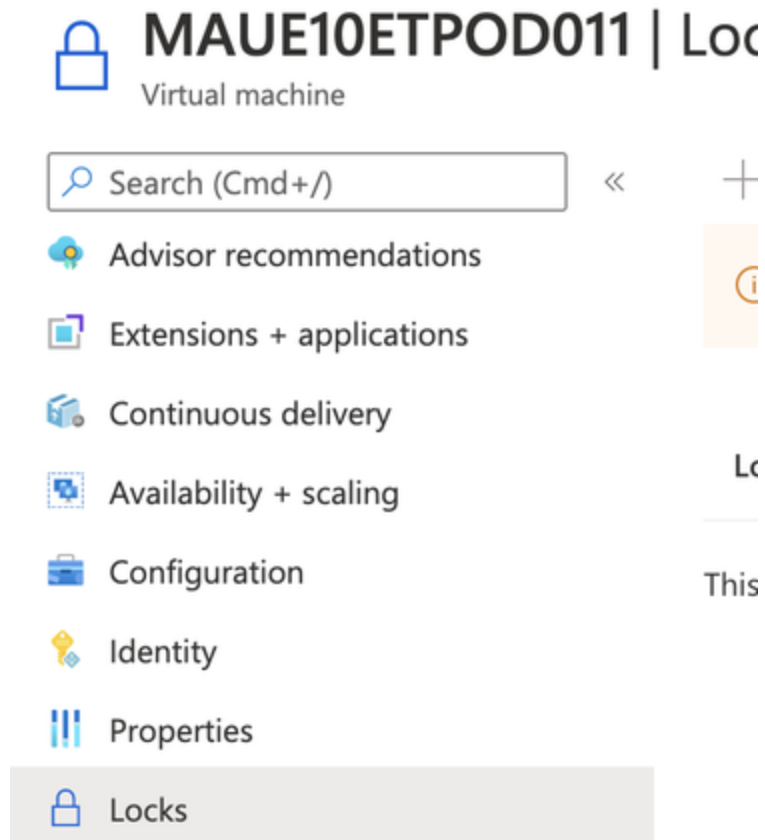 MAUE10ETPOD011 | Loc
Virtual machine
Search (Cmd+/)
Advisor recommendations
Extensions + applications
Continuous delivery
Availability + scaling
Configuration
Lo
Identity
This
Properties
Locks